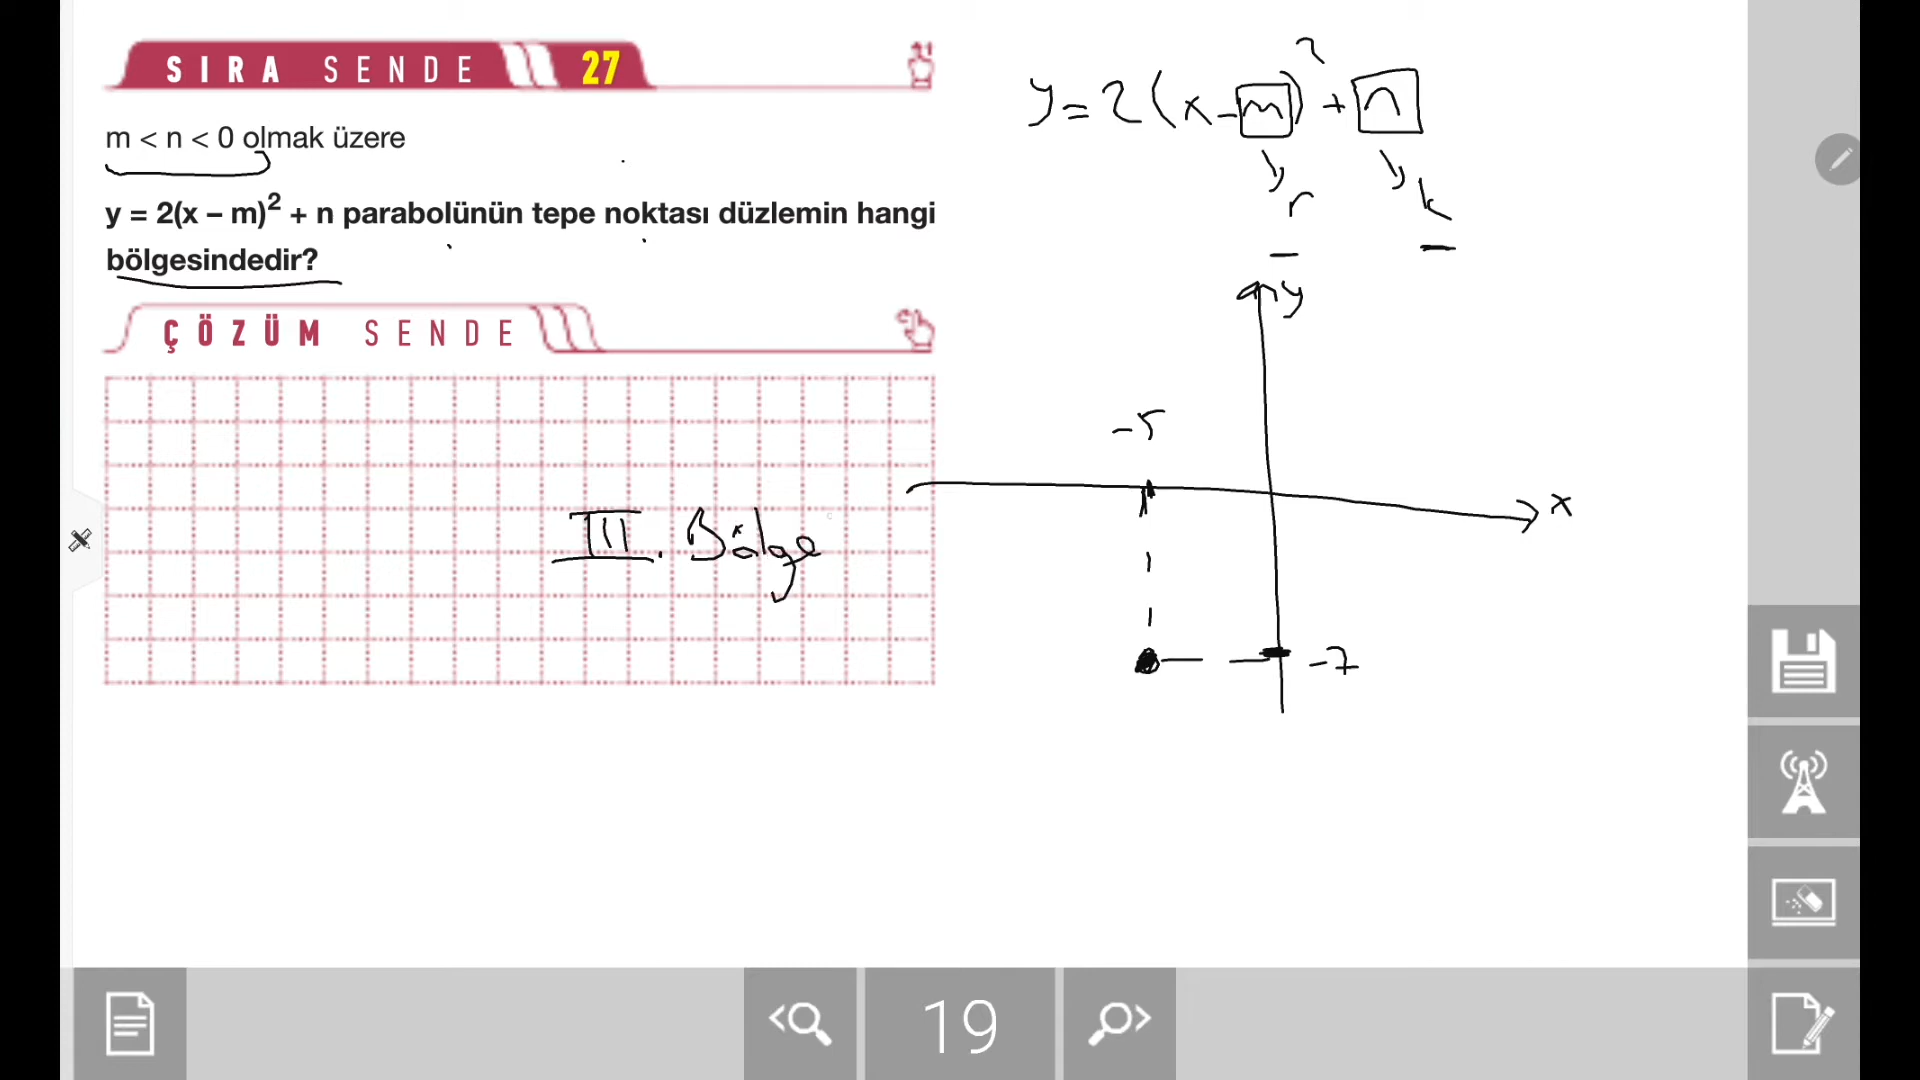 SIRA SENDE 27
m < n < 0 olmak üzere
y = 2(x – m)² + n parabolünün tepe noktası düzlemin hangi
bölgesindedir?
ÇÖZÜM SENDE
III. Bölge
y = 2(x - m)² + n
r k
- -
y
-5
x
-7
19